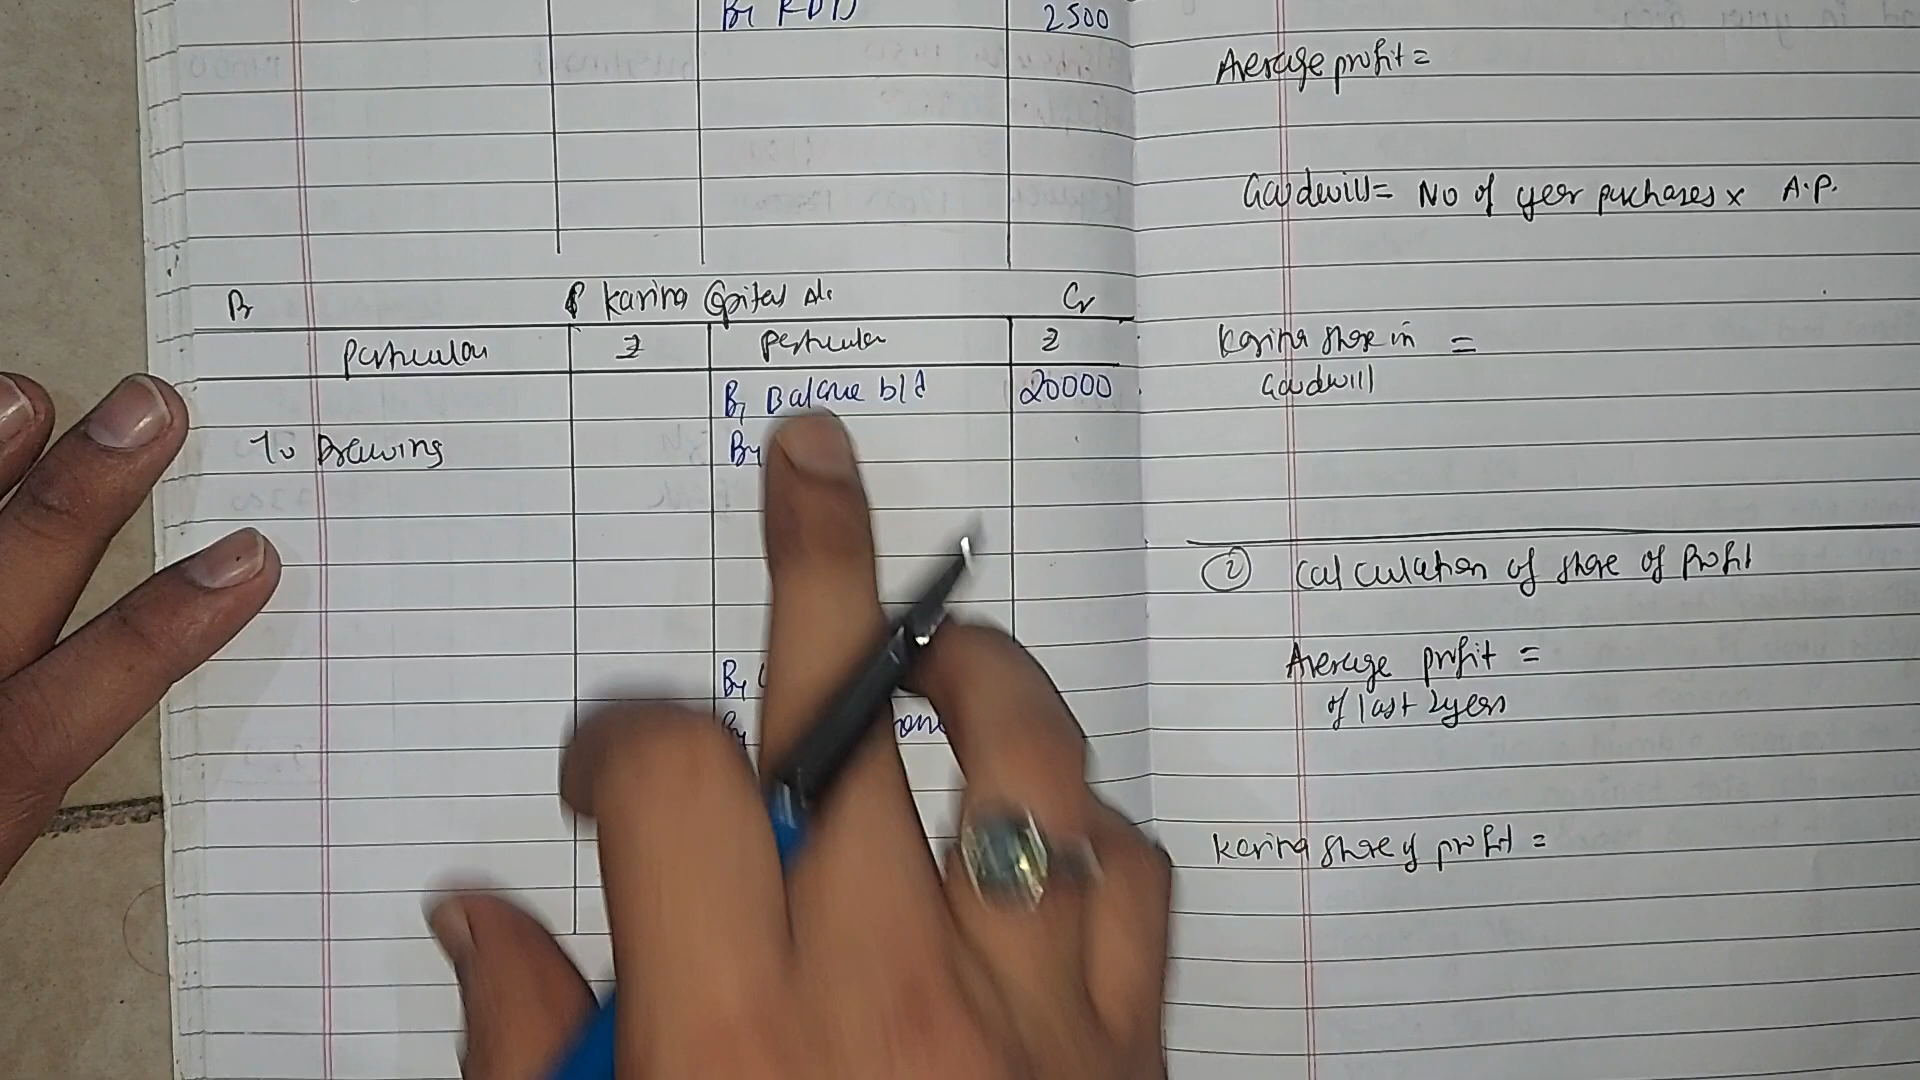 By RDD 2500
Dr Karina Capital A/c Cr
Particular ₹ Particular ₹
By Balance b/d 20000
To Drawing By
By
By
Average profit =
Goodwill = No of year purchases x A.P.
Karina share in =
Goodwill
② Calculation of share of Profit
Average profit =
of last 2yers
Karina share of profit =